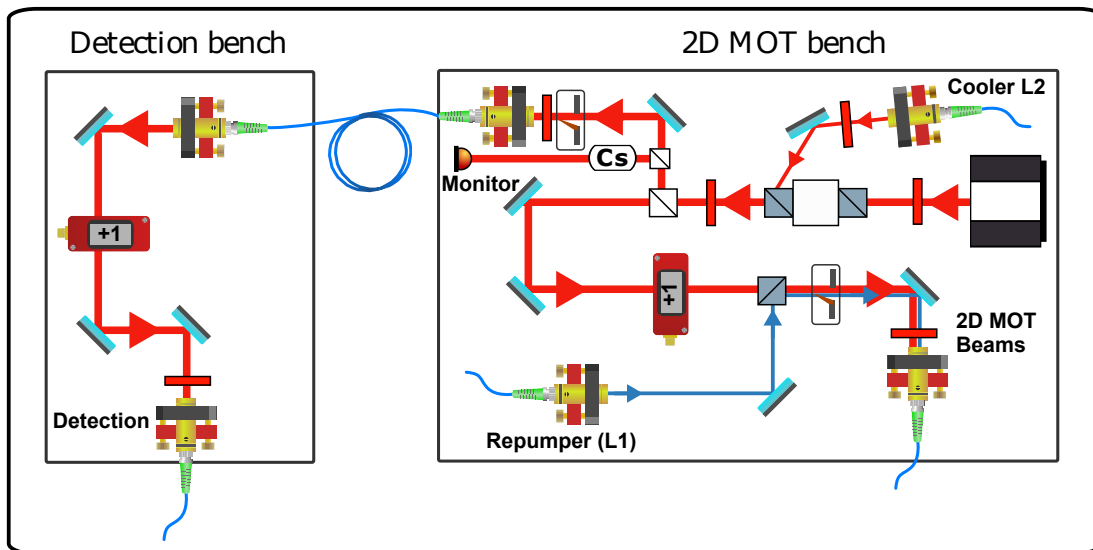 Detection bench
2D MOT bench
Cooler L2
Cs
Monitor
+1
+1
2D MOT
Beams
Detection
Repumper (L1)